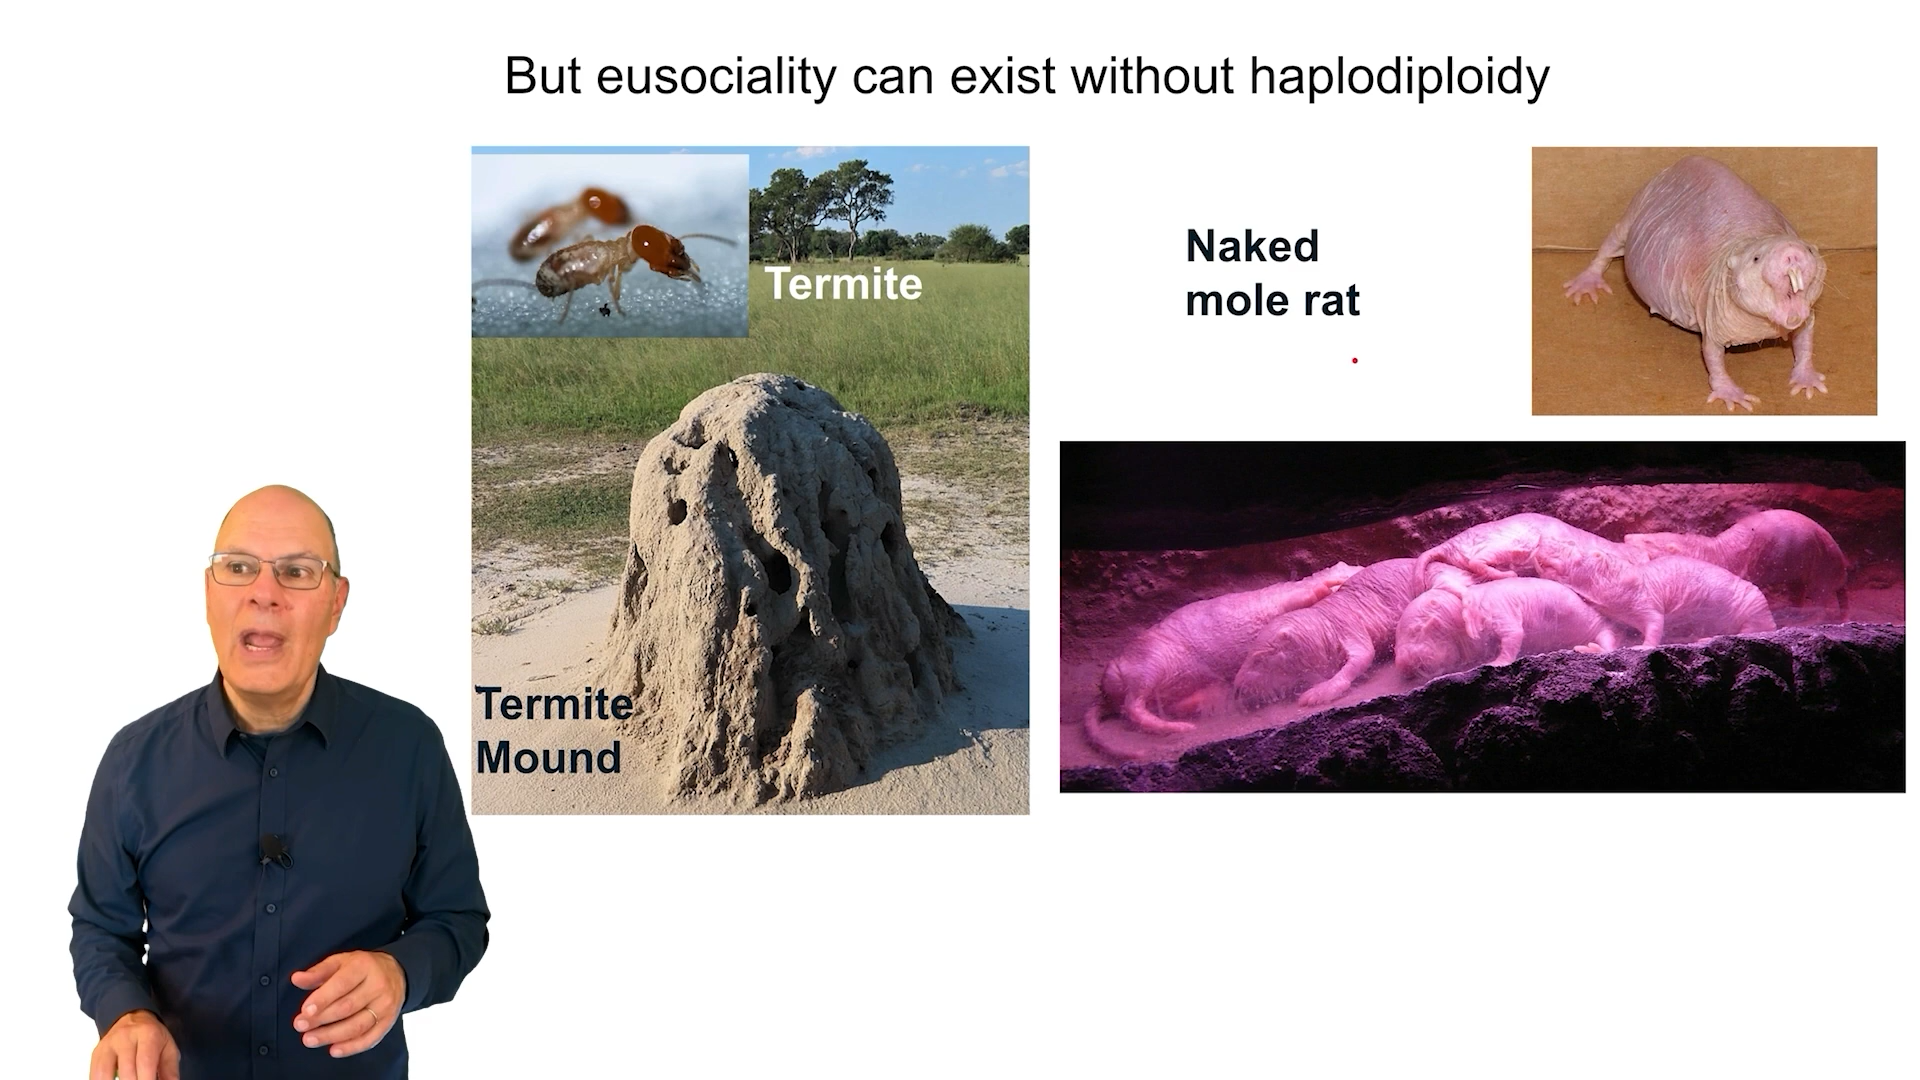 But eusociality can exist without haplodiploidy
Termite
Termite
Mound
Naked
mole rat